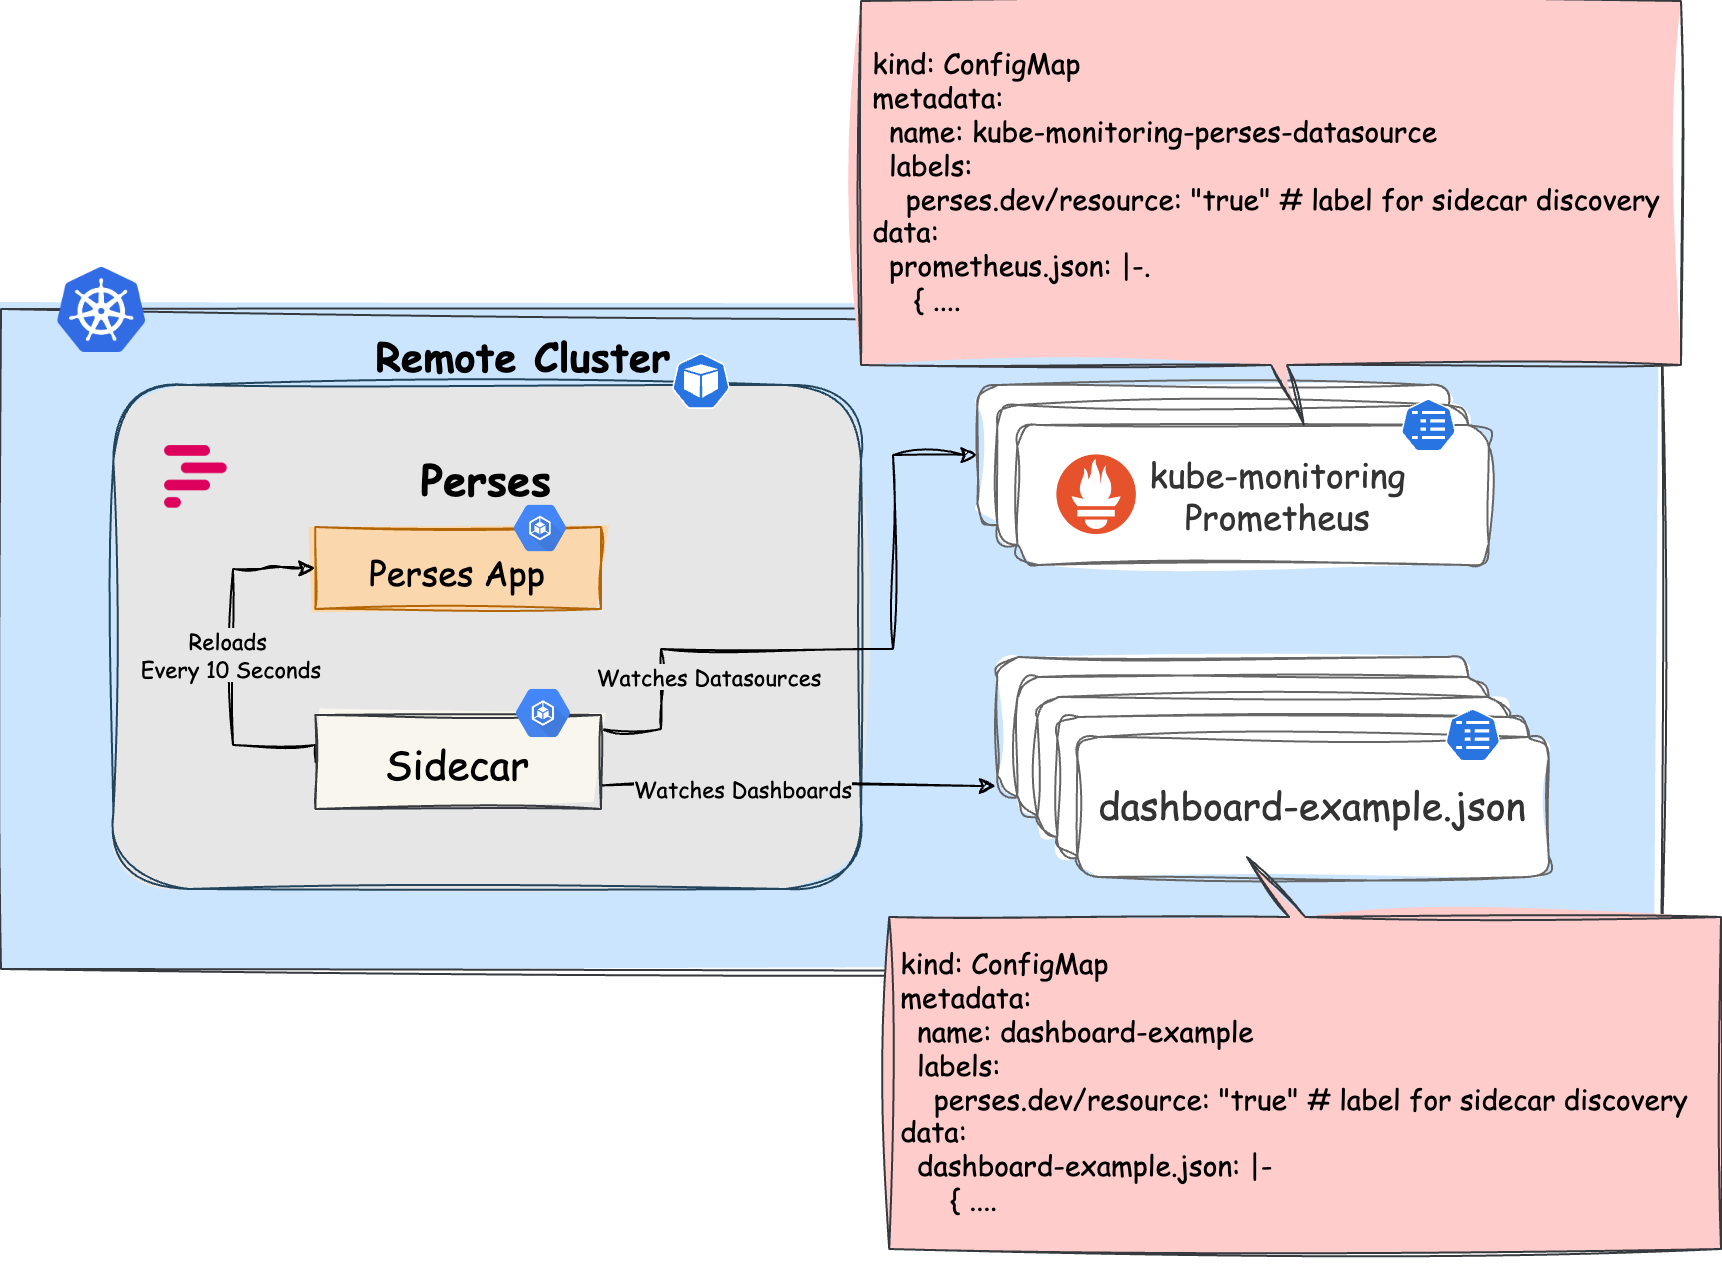 kind: ConfigMap
metadata:
  name: kube-monitoring-perses-datasource
  labels:
    perses.dev/resource: "true" # label for sidecar discovery
data:
  prometheus.json: |-.
     { ....
Remote Cluster
Perses
Perses App
Reloads
Every 10 Seconds
Sidecar
Watches Datasources
Watches Dashboards
kube-monitoring
Prometheus
dashboard-example.json
kind: ConfigMap
metadata:
  name: dashboard-example
  labels:
    perses.dev/resource: "true" # label for sidecar discovery
data:
  dashboard-example.json: |-
      { ....